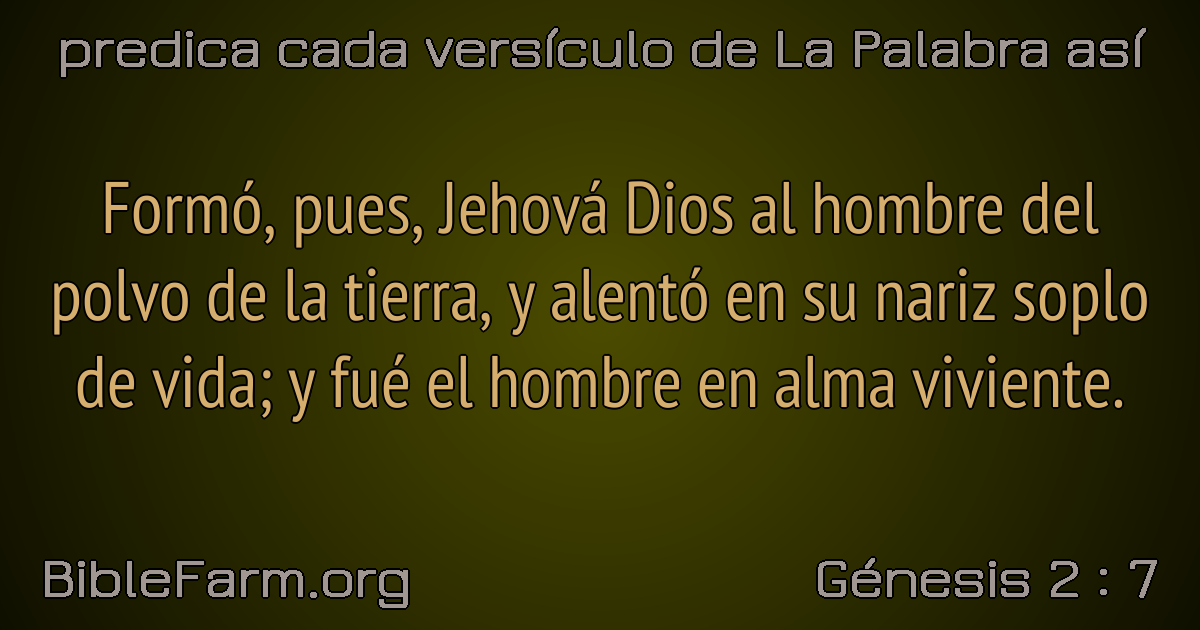 predica cada versículo de La Palabra así
Formó, pues, Jehová Dios al hombre del
polvo de la tierra, y alentó en su nariz soplo
de vida; y fué el hombre en alma viviente.
BibleFarm.org
Génesis 2 : 7